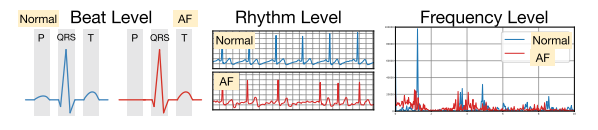 Normal Beat Level AF
P QRS T P QRS T
Rhythm Level
Normal
AF
Frequency Level
Normal
AF